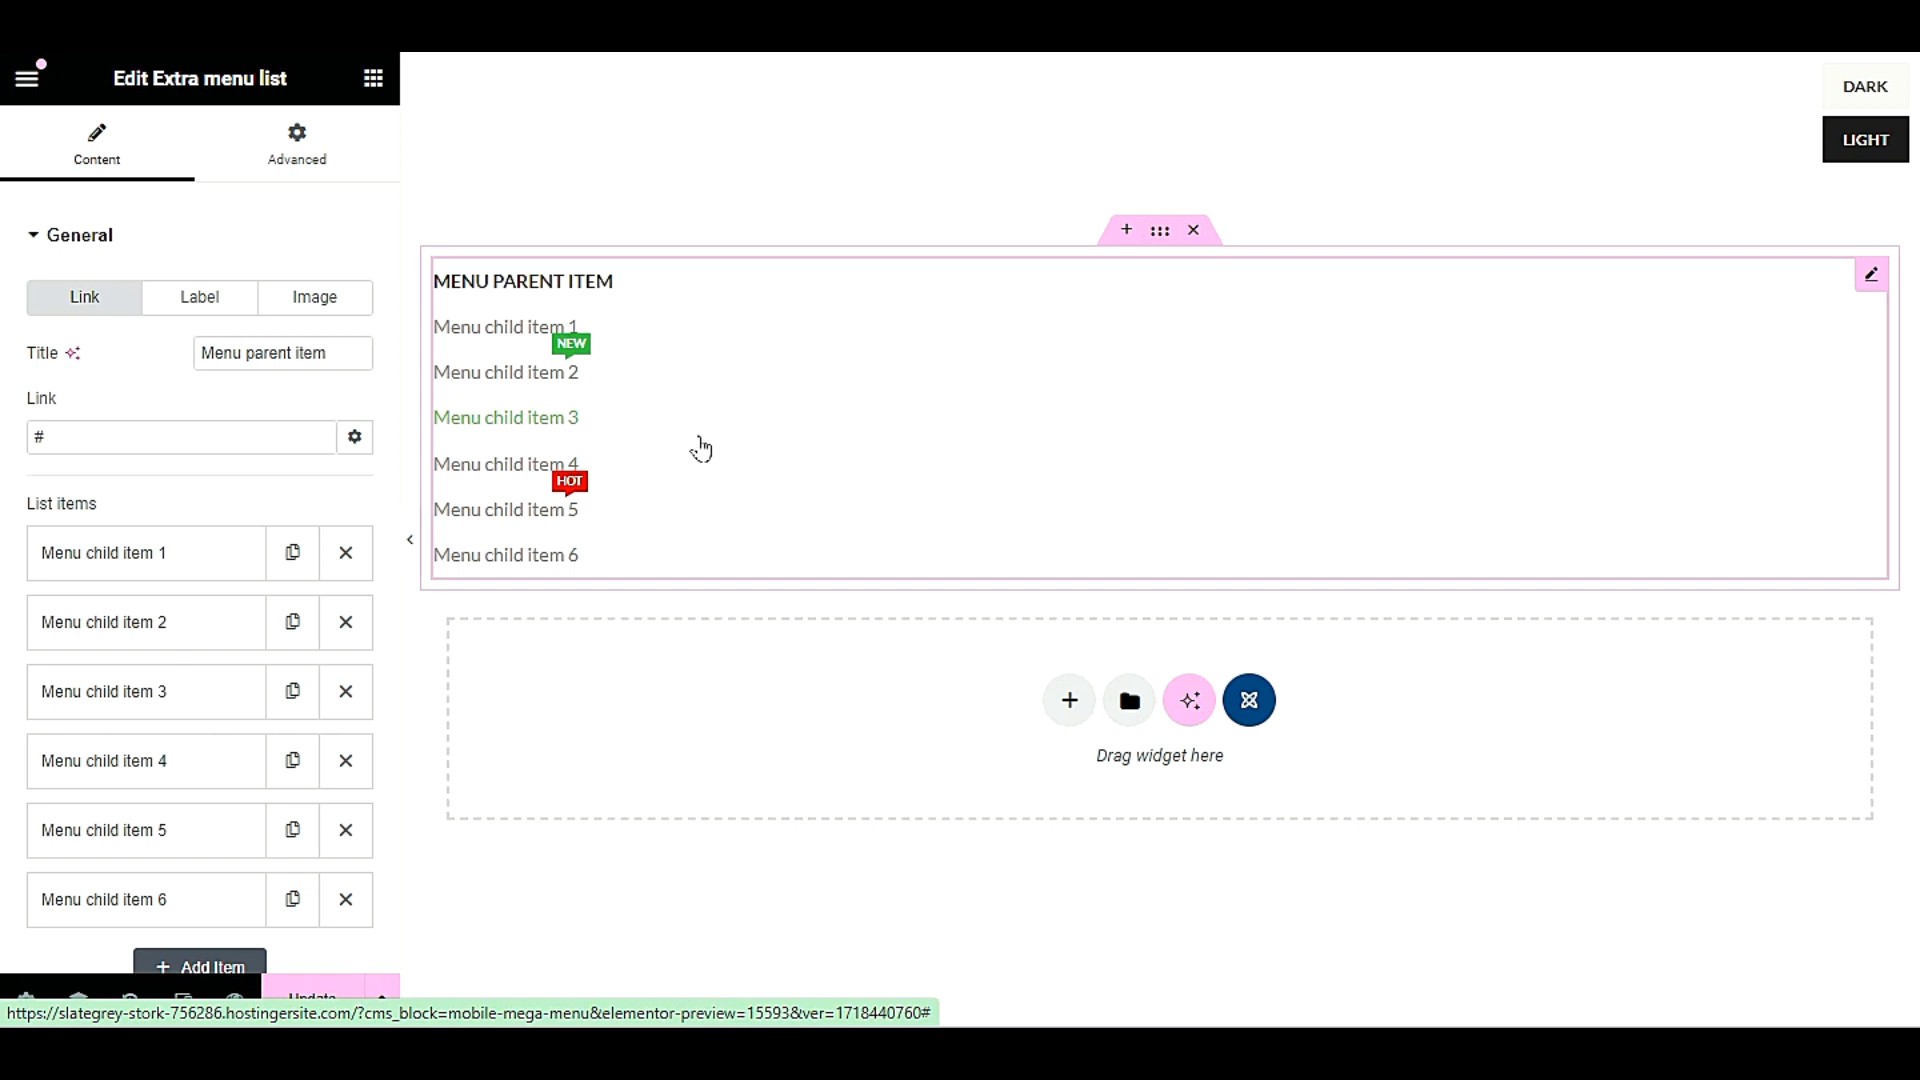 Edit Extra menu list
Content
Advanced
General
Link
Label
Image
Title
Menu parent item
Link
#
List items
Menu child item 1
Menu child item 2
Menu child item 3
Menu child item 4
Menu child item 5
Menu child item 6
Add Item
Update
DARK
LIGHT
MENU PARENT ITEM
Menu child item 1
NEW
Menu child item 2
Menu child item 3
Menu child item 4
HOT
Menu child item 5
Menu child item 6
Drag widget here
https://slategrey-stork-756286.hostingersite.com/?cms_block=mobile-mega-menu&elementor-preview=15593&ver=1718440760#